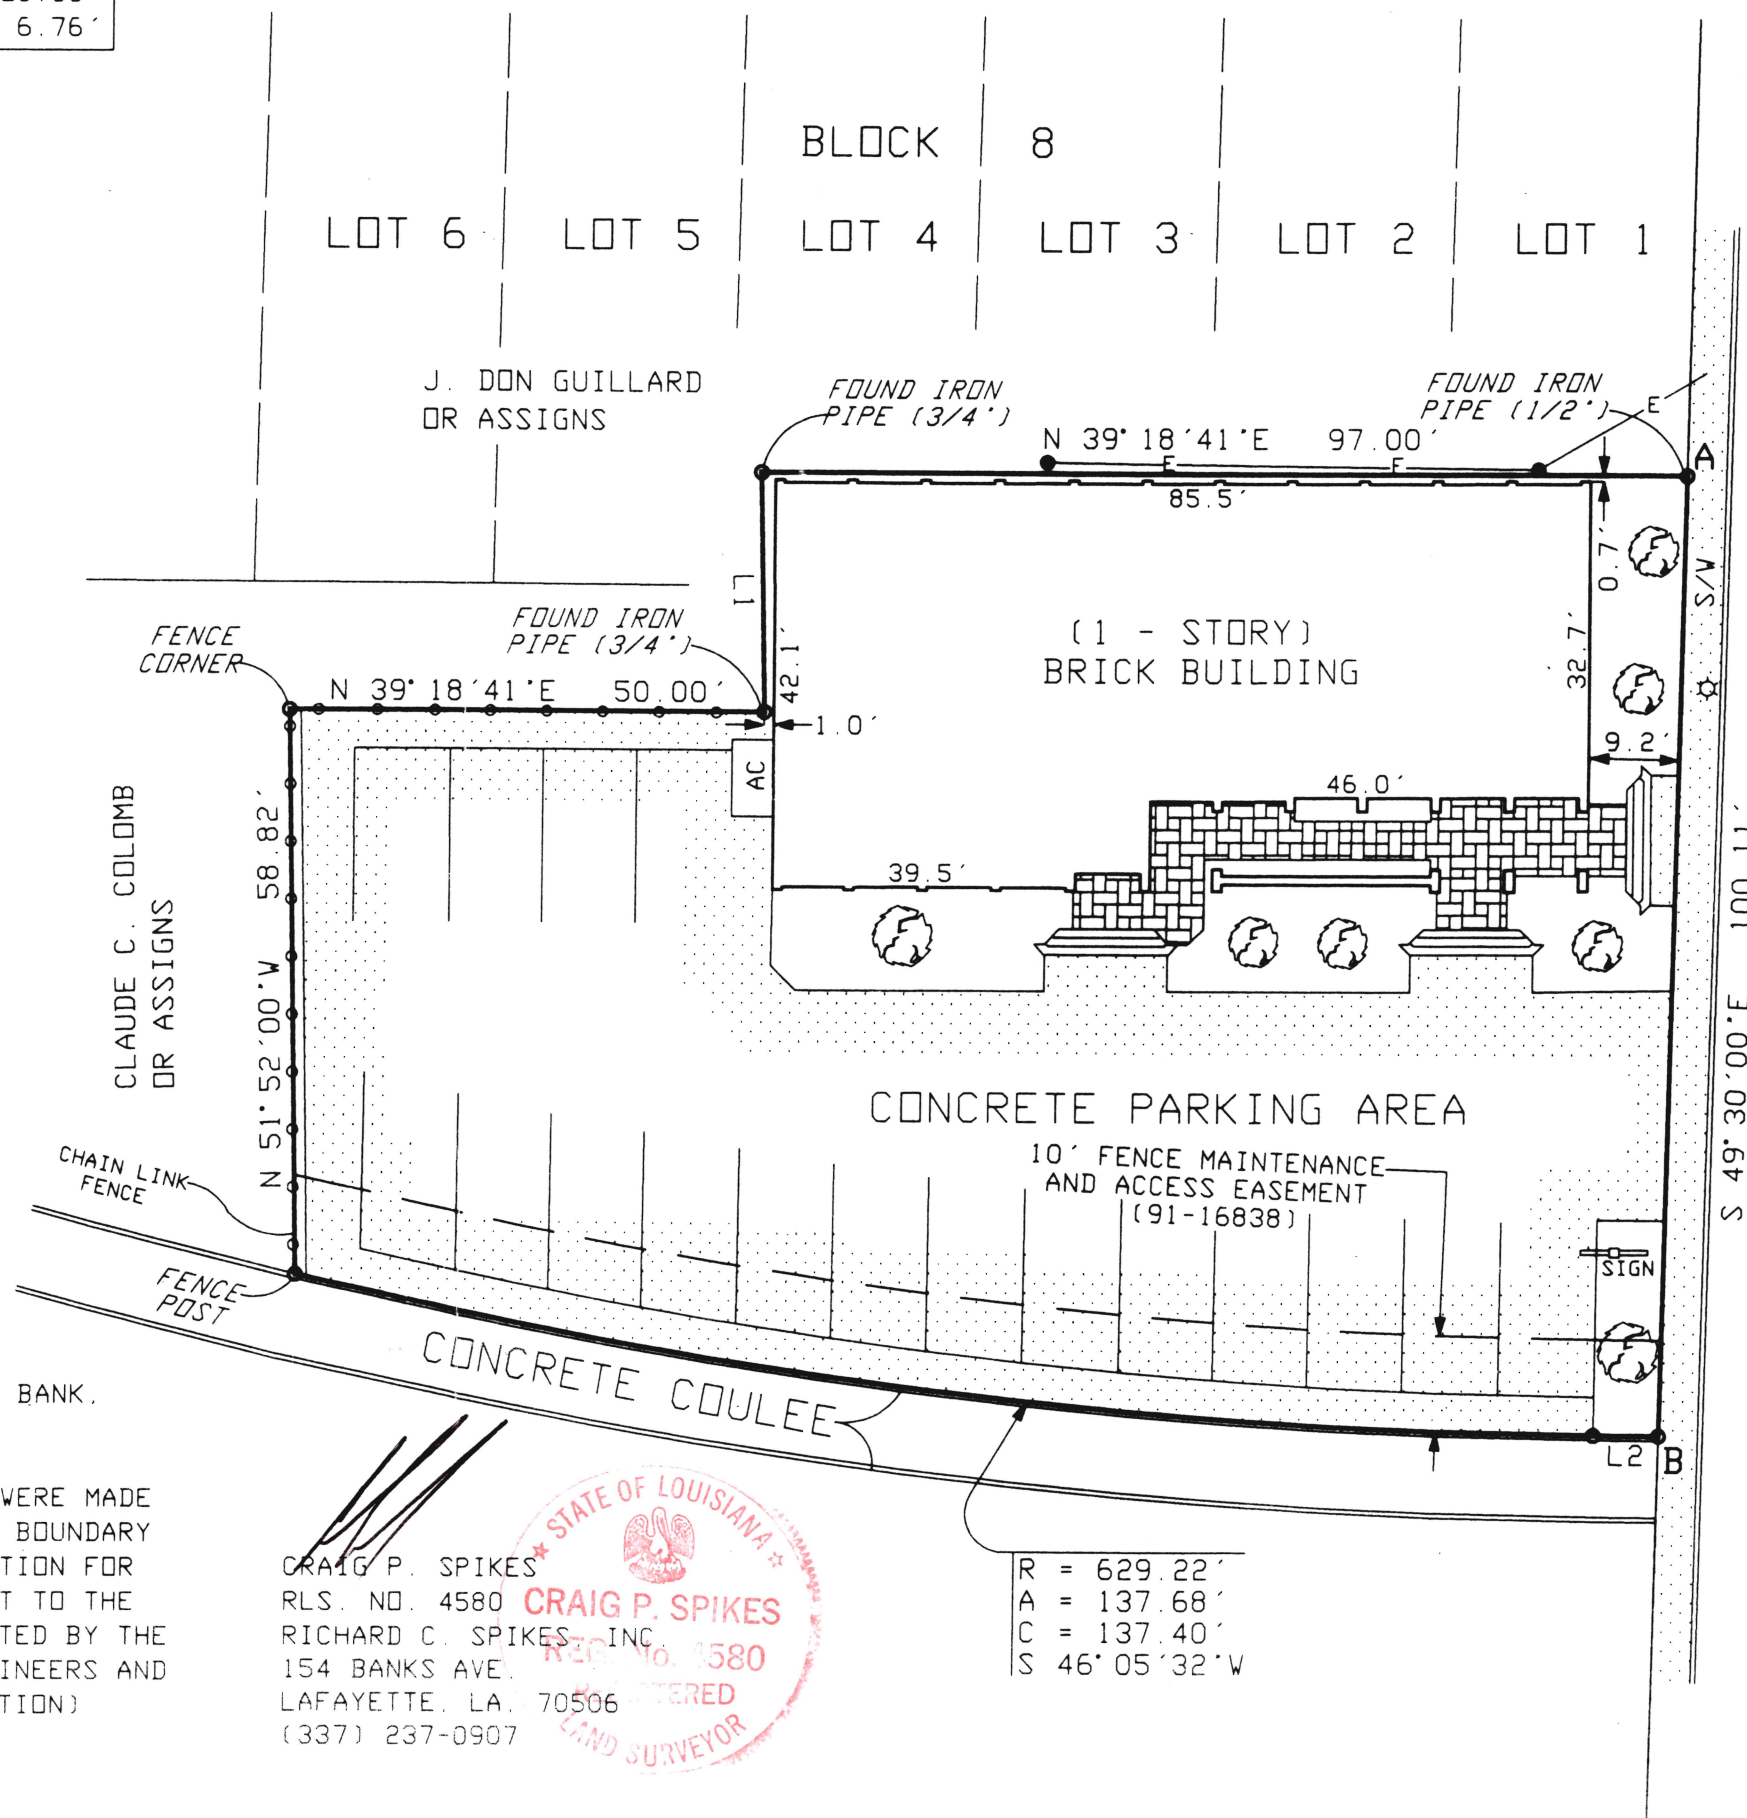 6.76'
BLOCK 8
LOT 6
LOT 5
LOT 4
LOT 3
LOT 2
LOT 1
J. DON GUILLARD
OR ASSIGNS
FOUND IRON
PIPE (3/4")
FOUND IRON
PIPE (1/2")
E
N 39° 18'41"E 97.00'
E
E
A
85.5'
0.7'
S/W
L1
FOUND IRON
PIPE (3/4")
FENCE
CORNER
N 39° 18'41"E 50.00'
42.1'
1.0'
(1 - STORY)
BRICK BUILDING
32.7'
9.2'
46.0'
AC
39.5'
CLAUDE C. COLOMB
OR ASSIGNS
N 51° 52'00"W 58.82'
S 49° 30'00"E 100.11'
CONCRETE PARKING AREA
10' FENCE MAINTENANCE
AND ACCESS EASEMENT
(91-16838)
CHAIN LINK
FENCE
FENCE
POST
SIGN
CONCRETE COULEE
L2
B
BANK.
WERE MADE
BOUNDARY
TION FOR
T TO THE
TED BY THE
INEERS AND
TION)
CRAIG P. SPIKES
RLS. NO. 4580
RICHARD C. SPIKES, INC.
154 BANKS AVE.
LAFAYETTE, LA. 70506
(337) 237-0907
STATE OF LOUISIANA
CRAIG P. SPIKES
REG. No. 4580
REGISTERED
LAND SURVEYOR
R = 629.22'
A = 137.68'
C = 137.40'
S 46° 05'32"W